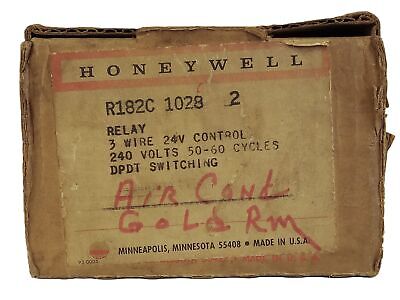 HONEYWELL
R182C 1028 2
RELAY
3 WIRE 24V CONTROL
240 VOLTS 50-60 CYCLES
DPDT SWITCHING
Air Cont
Gold Rm
MINNEAPOLIS, MINNESOTA 55408 • MADE IN U.S.A.